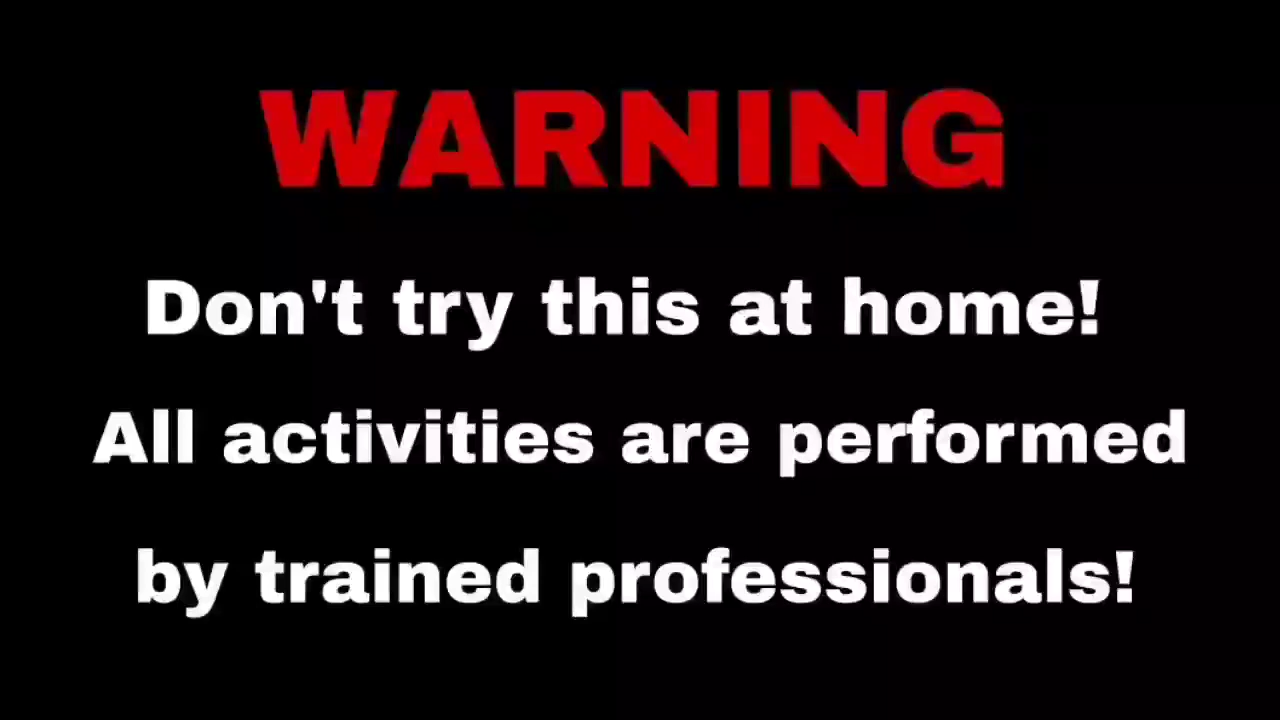 WARNING
Don't try this at home!
All activities are performed
by trained professionals!